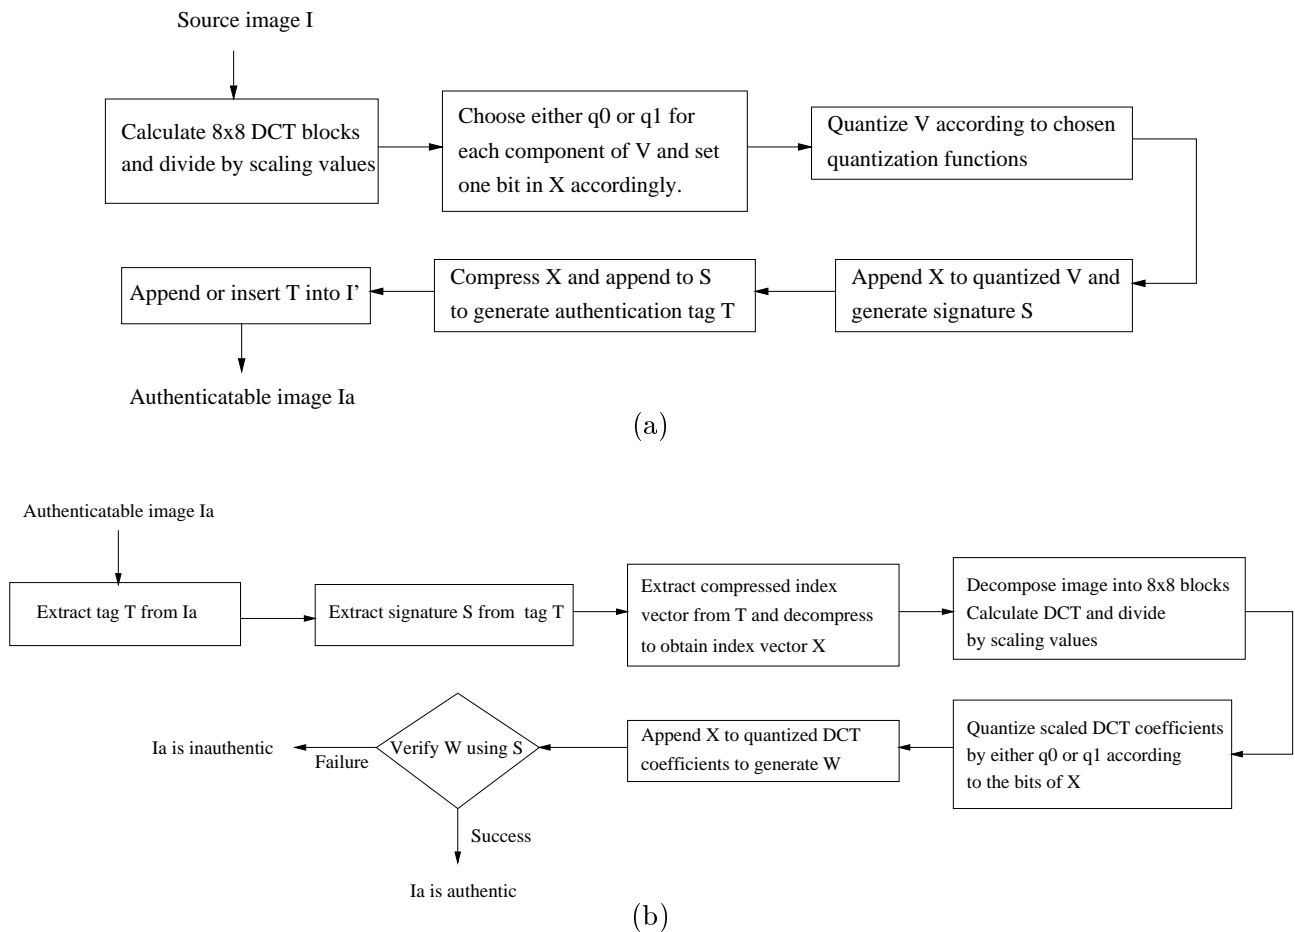 Source image I
Calculate 8x8 DCT blocks
and divide by scaling values
Choose either q0 or q1 for
each component of V and set
one bit in X accordingly.
Quantize V according to chosen
quantization functions
Append X to quantized V and
generate signature S
Compress X and append to S
to generate authentication tag T
Append or insert T into I’
Authenticatable image Ia
(a)
Authenticatable image Ia
Extract tag T from Ia
Extract signature S from tag T
Extract compressed index
vector from T and decompress
to obtain index vector X
Decompose image into 8x8 blocks
Calculate DCT and divide
by scaling values
Quantize scaled DCT coefficients
by either q0 or q1 according
to the bits of X
Append X to quantized DCT
coefficients to generate W
Verify W using S
Failure
Ia is inauthentic
Success
Ia is authentic
(b)